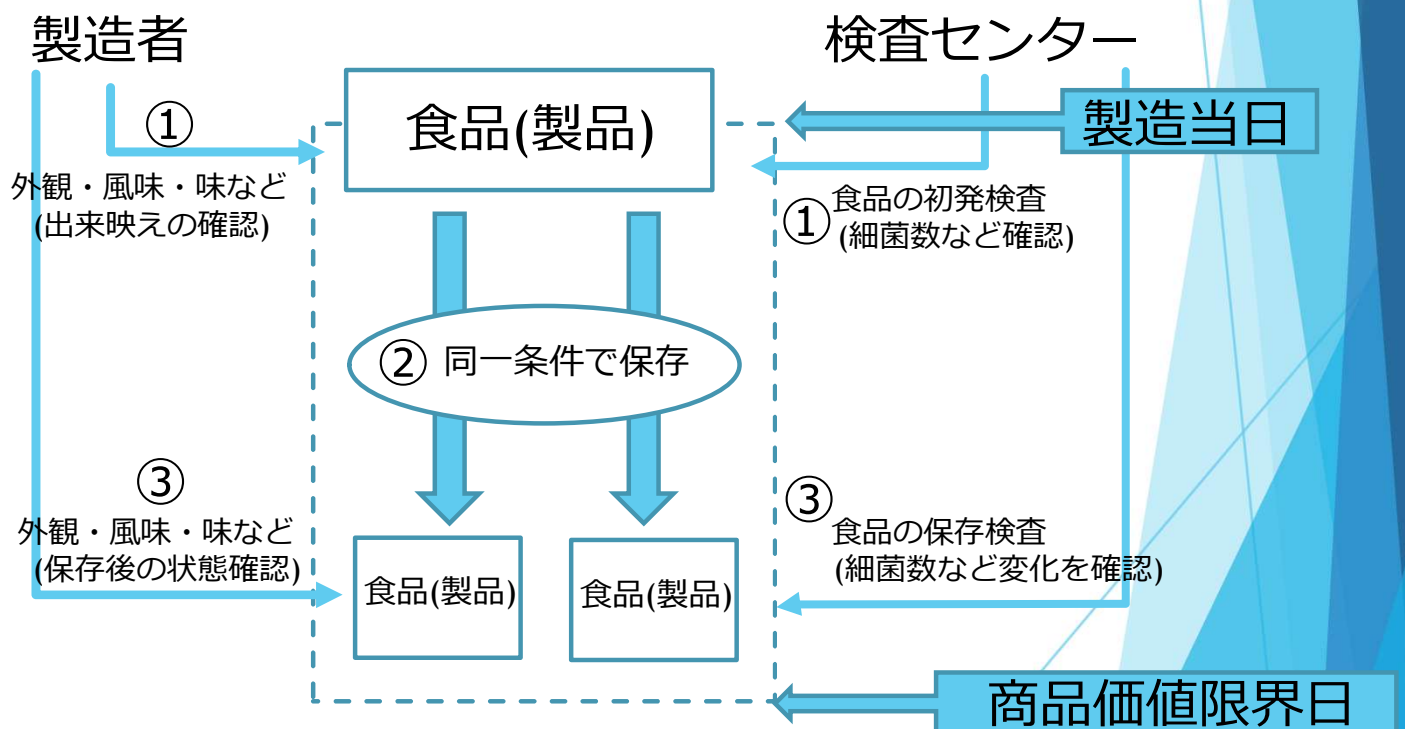 製造者
検査センター
食品(製品)
製造当日
①
外観・風味・味など
(出来映えの確認)
①
食品の初発検査
(細菌数など確認)
② 同一条件で保存
③
外観・風味・味など
(保存後の状態確認)
③
食品の保存検査
(細菌数など変化を確認)
食品(製品)
食品(製品)
商品価値限界日